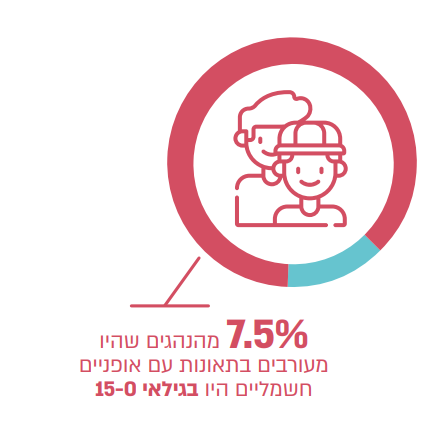 7.5% מהנהגים שהיו
מעורבים בתאונות עם אופניים
חשמליים היו בגילאי 15-0